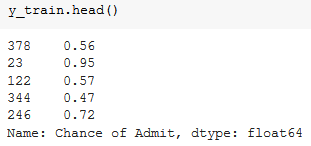 y_train.head()
378    0.56
23     0.95
122    0.57
344    0.47
246    0.72
Name: Chance of Admit, dtype: float64